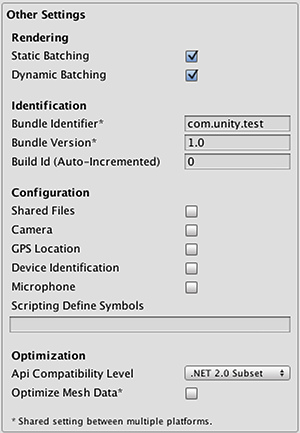 Other Settings
Rendering
Static Batching
Dynamic Batching
Identification
Bundle Identifier* com.unity.test
Bundle Version* 1.0
Build Id (Auto-Incremented) 0
Configuration
Shared Files
Camera
GPS Location
Device Identification
Microphone
Scripting Define Symbols
Optimization
Api Compatibility Level .NET 2.0 Subset
Optimize Mesh Data*
* Shared setting between multiple platforms.